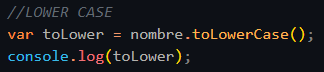 //LOWER CASE
var toLower = nombre.toLowerCase();
console.log(toLower);